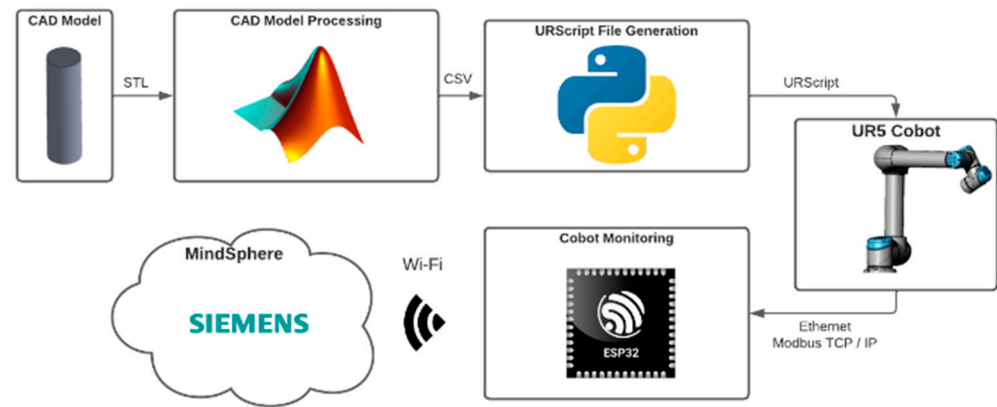 CAD Model
CAD Model Processing
URScript File Generation
STL
CSV
URScript
UR5 Cobot
MindSphere
Cobot Monitoring
Wi-Fi
SIEMENS
ESP32
Ethernet
Modbus TCP / IP